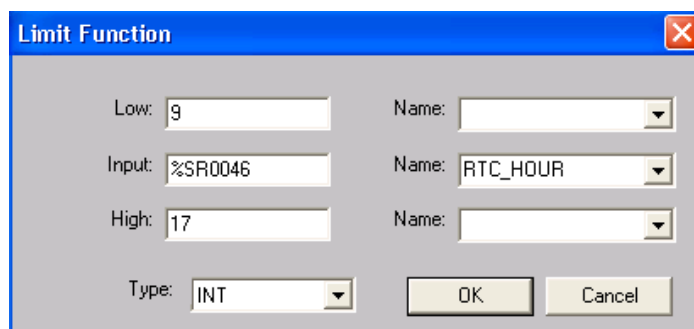 Limit Function
Low: 9 Name:
Input: %SR0046 Name: RTC_HOUR
High: 17 Name:
Type: INT OK Cancel